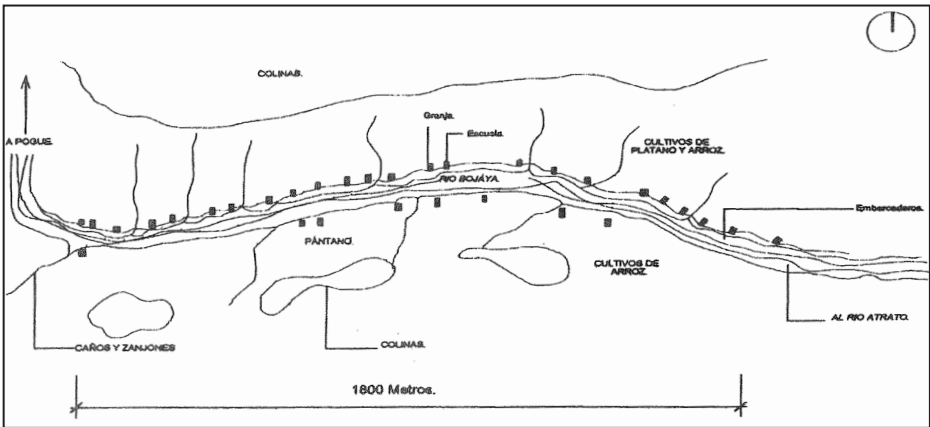 COLINAS.
Granja.
Escuela.
A POGUE.
CULTIVOS DE
PLATANO Y ARROZ.
RIO BOJAYA.
Embarcaderos.
PÁNTANO.
CULTIVOS DE
ARROZ.
AL RIO ATRATO.
CAÑOS Y ZANJONES
COLINAS.
1800 Metros.